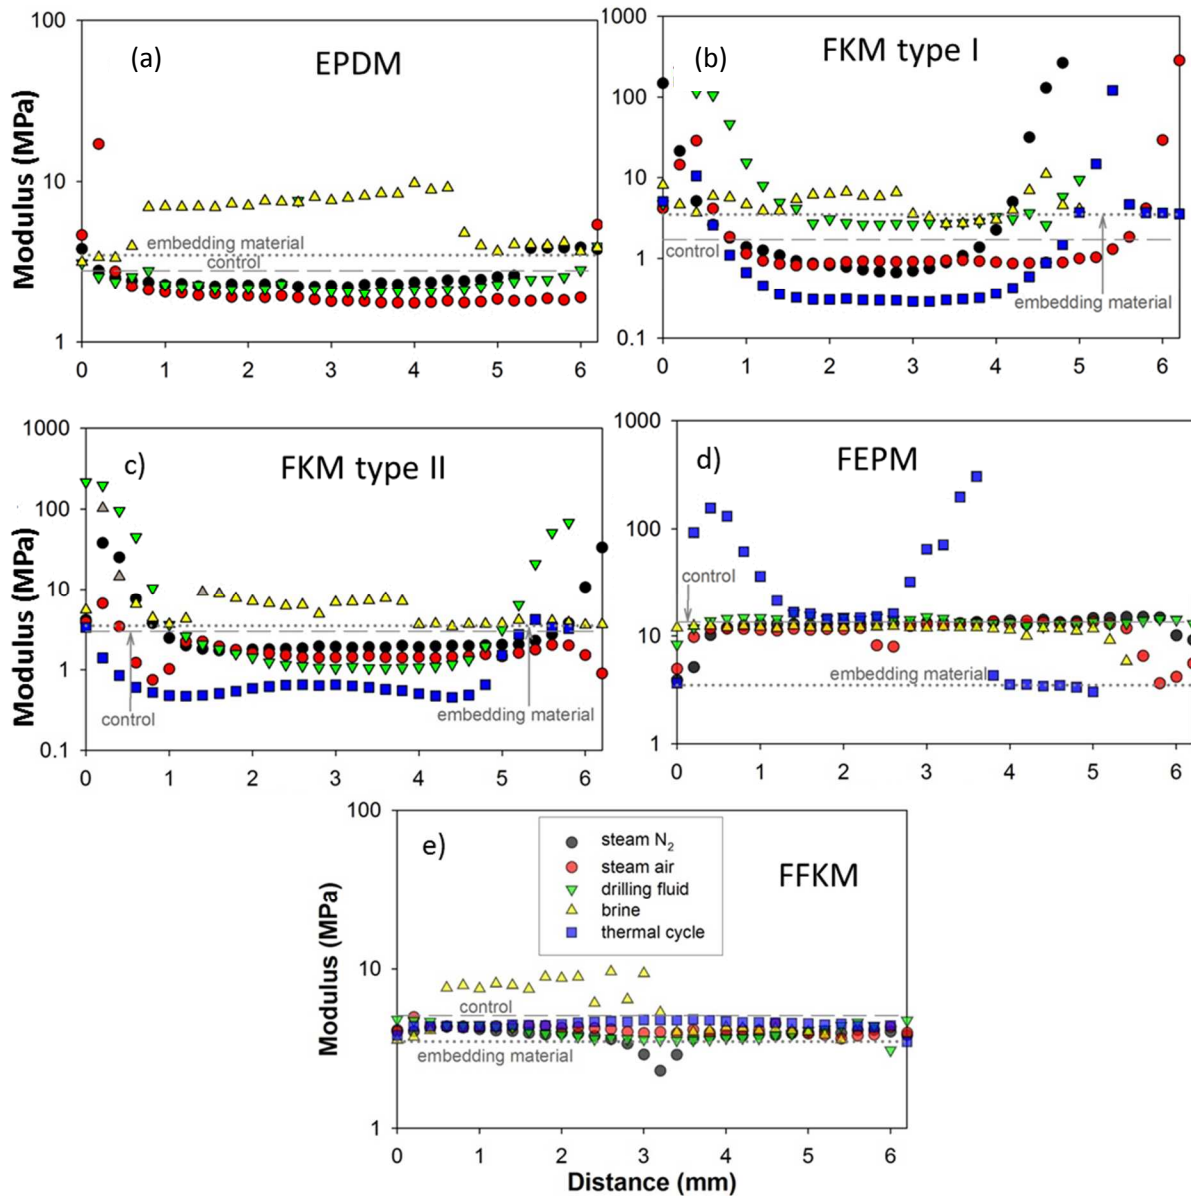 (a)
EPDM
Modulus (MPa)
100
10
1
embedding material
control
0 1 2 3 4 5 6
(b)
FKM type I
1000
100
10
1
0.1
control
embedding material
0 1 2 3 4 5 6
c)
FKM type II
Modulus (MPa)
1000
100
10
1
0.1
control
embedding material
0 1 2 3 4 5 6
d)
FEPM
1000
100
10
1
control
embedding material
0 1 2 3 4 5 6
e)
FFKM
Modulus (MPa)
100
10
1
steam N2
steam air
drilling fluid
brine
thermal cycle
control
embedding material
0 1 2 3 4 5 6
Distance (mm)